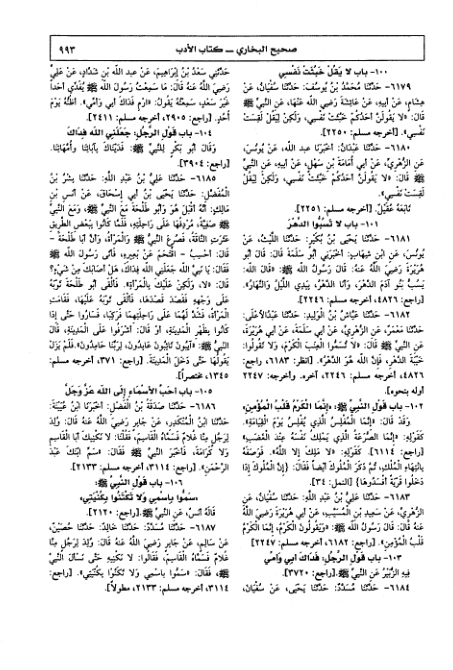 صحيح البخاري — كتاب الأدب
٩٩٣
١٠٠- باب لا يَقُلْ خَبُثَتْ نَفْسِي
٦١٧٩- حَدَّثَنَا مُحَمَّدُ بْنُ يُوسُفَ: حَدَّثَنَا سُفْيَانُ، عَنْ
هِشَامٍ، عَنْ أَبِيهِ، عَنْ عَائِشَةَ رَضِيَ اللَّهُ عَنْهَا، عَنِ النَّبِيِّ ﷺ
قَالَ: «لا يَقُولَنَّ أَحَدُكُمْ خَبُثَتْ نَفْسِي، وَلَكِنْ لِيَقُلْ لَقِسَتْ
نَفْسِي». [أخرجه مسلم: ٢٢٥٠].
٦١٨٠- حَدَّثَنَا عَبْدَانُ: أَخْبَرَنَا عَبْدُ اللَّهِ، عَنْ يُونُسَ،
عَنِ الزُّهْرِيِّ، عَنْ أَبِي أُمَامَةَ بْنِ سَهْلٍ، عَنْ أَبِيهِ، عَنِ النَّبِيِّ
ﷺ قَالَ: «لا يَقُولَنَّ أَحَدُكُمْ خَبُثَتْ نَفْسِي، وَلَكِنْ لِيَقُلْ
لَقِسَتْ نَفْسِي». [أخرجه مسلم: ٢٢٥١].
تَابَعَهُ عُقَيْلٌ.
١٠١- باب لا تَسُبُّوا الدَّهْرَ
٦١٨١- حَدَّثَنَا يَحْيَى بْنُ بُكَيْرٍ: حَدَّثَنَا اللَّيْثُ، عَنْ
يُونُسَ، عَنِ ابْنِ شِهَابٍ: أَخْبَرَنِي أَبُو سَلَمَةَ قَالَ: قَالَ أَبُو
هُرَيْرَةَ رَضِيَ اللَّهُ عَنْهُ: قَالَ رَسُولُ اللَّهِ ﷺ: «قَالَ اللَّهُ:
يَسُبُّ بَنُو آدَمَ الدَّهْرَ، وَأَنَا الدَّهْرُ، بِيَدِي اللَّيْلُ وَالنَّهَارُ».
[راجع: ٤٨٢٦، أخرجه مسلم: ٢٢٤٦].
٦١٨٢- حَدَّثَنَا عَيَّاشُ بْنُ الْوَلِيدِ: حَدَّثَنَا عَبْدُالأَعْلَى:
حَدَّثَنَا مَعْمَرٌ، عَنِ الزُّهْرِيِّ، عَنْ أَبِي سَلَمَةَ، عَنْ أَبِي هُرَيْرَةَ،
عَنِ النَّبِيِّ ﷺ قَالَ: «لا تُسَمُّوا الْعِنَبَ الْكَرْمَ، وَلا تَقُولُوا
خَيْبَةَ الدَّهْرِ، فَإِنَّ اللَّهَ هُوَ الدَّهْرُ». [انظر: ٦١٨٣، راجع:
٤٨٢٦، أخرجه مسلم: ٢٢٤٦، آخره. وأخرجه ٢٢٤٧
أوله بنحوه].
١٠٢- باب قَوْلِ النَّبِيِّ ﷺ: «إِنَّمَا الْكَرْمُ قَلْبُ الْمُؤْمِنِ»
وَقَدْ قَالَ: «إِنَّمَا الْمُفْلِسُ الَّذِي يُفْلِسُ يَوْمَ الْقِيَامَةِ».
كَقَوْلِهِ: «إِنَّمَا الصُّرَعَةُ الَّذِي يَمْلِكُ نَفْسَهُ عِنْدَ الْغَضَبِ»
[راجع: ٦١١٤]. كَقَوْلِهِ: «لا مُلْكَ إِلا لِلَّهِ». فَوَصَفَهُ
بِانْتِهَاءِ الْمُلْكِ، ثُمَّ ذَكَرَ الْمُلُوكَ أَيْضاً فَقَالَ: {إِنَّ الْمُلُوكَ إِذَا
دَخَلُوا قَرْيَةً أَفْسَدُوهَا} [النمل: ٣٤].
٦١٨٣- حَدَّثَنَا عَلِيُّ بْنُ عَبْدِ اللَّهِ: حَدَّثَنَا سُفْيَانُ، عَنِ
الزُّهْرِيِّ، عَنْ سَعِيدِ بْنِ الْمُسَيَّبِ، عَنْ أَبِي هُرَيْرَةَ رَضِيَ اللَّهُ
عَنْهُ قَالَ: قَالَ رَسُولُ اللَّهِ ﷺ: «وَيَقُولُونَ الْكَرْمُ، إِنَّمَا الْكَرْمُ
قَلْبُ الْمُؤْمِنِ». [راجع: ٦١٨٢، أخرجه مسلم: ٢٢٤٧].
١٠٣- باب قَوْلِ الرَّجُلِ: فَدَاكَ أَبِي وَأُمِّي
فِيهِ الزُّبَيْرُ عَنِ النَّبِيِّ ﷺ. [راجع: ٣٧٢٠].
٦١٨٤- حَدَّثَنَا مُسَدَّدٌ: حَدَّثَنَا يَحْيَى، عَنْ سُفْيَانَ،
حَدَّثَنِي سَعْدُ بْنُ إِبْرَاهِيمَ، عَنْ عَبْدِ اللَّهِ بْنِ شَدَّادٍ، عَنْ عَلِيٍّ
رَضِيَ اللَّهُ عَنْهُ قَالَ: مَا سَمِعْتُ رَسُولَ اللَّهِ ﷺ يُفَدِّي أَحَداً
غَيْرَ سَعْدٍ، سَمِعْتُهُ يَقُولُ: «ارْمِ فَدَاكَ أَبِي وَأُمِّي». أَظُنُّهُ يَوْمَ
أُحُدٍ. [راجع: ٢٩٠٥، أخرجه مسلم: ٢٤١١].
١٠٤- باب قَوْلِ الرَّجُلِ: جَعَلَنِي اللَّهُ فِدَاكَ
وَقَالَ أَبُو بَكْرٍ لِلنَّبِيِّ ﷺ: فَدَيْنَاكَ بِآبَائِنَا وَأُمَّهَاتِنَا.
[راجع: ٣٩٠٤].
٦١٨٥- حَدَّثَنَا عَلِيُّ بْنُ عَبْدِ اللَّهِ: حَدَّثَنَا بِشْرُ بْنُ
الْمُفَضَّلِ: حَدَّثَنَا يَحْيَى بْنُ أَبِي إِسْحَاقَ، عَنْ أَنَسِ بْنِ
مَالِكٍ: أَنَّهُ أَقْبَلَ هُوَ وَأَبُو طَلْحَةَ مَعَ النَّبِيِّ ﷺ، وَمَعَ النَّبِيِّ
ﷺ صَفِيَّةُ، مُرْدِفَهَا عَلَى رَاحِلَتِهِ، فَلَمَّا كَانُوا بِبَعْضِ الطَّرِيقِ
عَثَرَتِ النَّاقَةُ، فَصُرِعَ النَّبِيُّ ﷺ وَالْمَرْأَةُ، وَأَنَّ أَبَا طَلْحَةَ –
قَالَ: أَحْسِبُ – اقْتَحَمَ عَنْ بَعِيرِهِ، فَأَتَى رَسُولَ اللَّهِ ﷺ
فَقَالَ: يَا نَبِيَّ اللَّهِ جَعَلَنِي اللَّهُ فِدَاكَ، هَلْ أَصَابَكَ مِنْ شَيْءٍ؟
قَالَ: «لا، وَلَكِنْ عَلَيْكَ بِالْمَرْأَةِ». فَأَلْقَى أَبُو طَلْحَةَ ثَوْبَهُ
عَلَى وَجْهِهِ فَقَصَدَ قَصْدَهَا، فَأَلْقَى ثَوْبَهُ عَلَيْهَا، فَقَامَتِ
الْمَرْأَةُ، فَشَدَّ لَهُمَا عَلَى رَاحِلَتِهِمَا فَرَكِبَا، فَسَارُوا حَتَّى إِذَا
كَانُوا بِظَهْرِ الْمَدِينَةِ، أَوْ قَالَ: أَشْرَفُوا عَلَى الْمَدِينَةِ، قَالَ
النَّبِيُّ ﷺ: «آيِبُونَ تَائِبُونَ عَابِدُونَ، لِرَبِّنَا حَامِدُونَ». فَلَمْ يَزَلْ
يَقُولُهَا حَتَّى دَخَلَ الْمَدِينَةَ. [راجع: ٣٧١، أخرجه مسلم:
١٣٤٥، مختصراً].
١٠٥- باب أَحَبِّ الأَسْمَاءِ إِلَى اللَّهِ عَزَّ وَجَلَّ
٦١٨٦- حَدَّثَنَا صَدَقَةُ بْنُ الْفَضْلِ: أَخْبَرَنَا ابْنُ عُيَيْنَةَ:
حَدَّثَنَا ابْنُ الْمُنْكَدِرِ، عَنْ جَابِرٍ رَضِيَ اللَّهُ عَنْهُ قَالَ: وُلِدَ
لِرَجُلٍ مِنَّا غُلامٌ فَسَمَّاهُ الْقَاسِمَ، فَقُلْنَا: لا نَكْنِيكَ أَبَا الْقَاسِمِ
وَلا كَرَامَةَ، فَأَخْبَرَ النَّبِيَّ ﷺ فَقَالَ: «سَمِّ ابْنَكَ عَبْدَ
الرَّحْمَنِ». [راجع: ٣١١٤، أخرجه مسلم: ٢١٣٣].
١٠٦- باب قَوْلِ النَّبِيِّ ﷺ:
«سَمُّوا بِاسْمِي وَلا تَكْتَنُوا بِكُنْيَتِي»
قَالَهُ أَنَسٌ، عَنِ النَّبِيِّ ﷺ. [راجع: ٢١٢٠].
٦١٨٧- حَدَّثَنَا مُسَدَّدٌ: حَدَّثَنَا خَالِدٌ: حَدَّثَنَا حُصَيْنٌ،
عَنْ سَالِمٍ، عَنْ جَابِرٍ رَضِيَ اللَّهُ عَنْهُ قَالَ: وُلِدَ لِرَجُلٍ مِنَّا
غُلامٌ فَسَمَّاهُ الْقَاسِمَ، فَقَالُوا: لا نَكْنِيهِ حَتَّى نَسْأَلَ النَّبِيَّ
ﷺ، فَقَالَ: «سَمُّوا بِاسْمِي وَلا تَكْتَنُوا بِكُنْيَتِي». [راجع:
٣١١٤، أخرجه مسلم: ٢١٣٣، مطولاً].